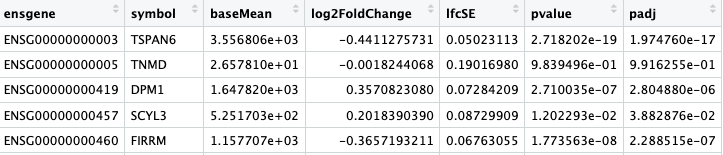 ensgene symbol baseMean log2FoldChange lfcSE pvalue padj
ENSG00000000003 TSPAN6 3.556806e+03 -0.4411275731 0.05023113 2.718202e-19 1.974760e-17
ENSG00000000005 TNMD 2.657810e+01 -0.0018244068 0.19016980 9.839496e-01 9.916255e-01
ENSG00000000419 DPM1 1.647820e+03 0.3570823080 0.07284209 2.710035e-07 2.804880e-06
ENSG00000000457 SCYL3 5.251703e+02 0.2018390390 0.08729909 1.202293e-02 3.882876e-02
ENSG00000000460 FIRRM 1.157707e+03 -0.3657193211 0.06763055 1.773563e-08 2.288515e-07